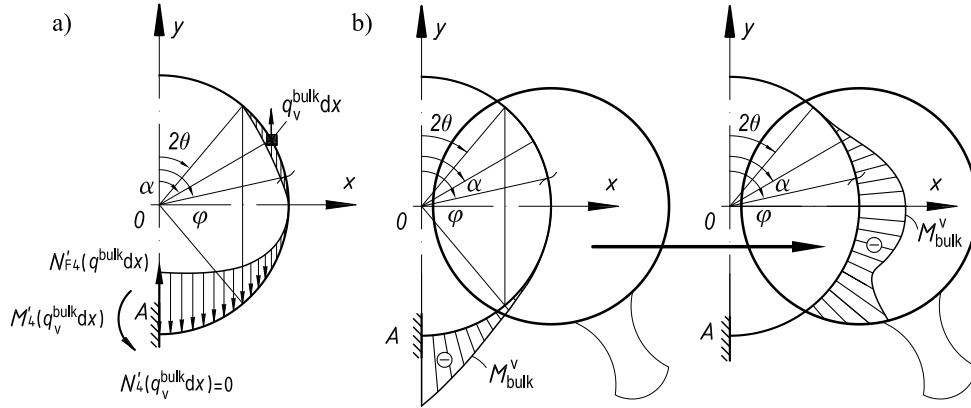 a)
y
q_v^bulk dx
2θ
α
φ
0
x
N'_F4(q^bulk dx)
A
M'_4(q_v^bulk dx)
N'_4(q_v^bulk dx)=0
b)
y
2θ
α
φ
0
x
A
⊖
M_bulk^v
y
2θ
α
φ
0
x
A
⊖
M_bulk^v